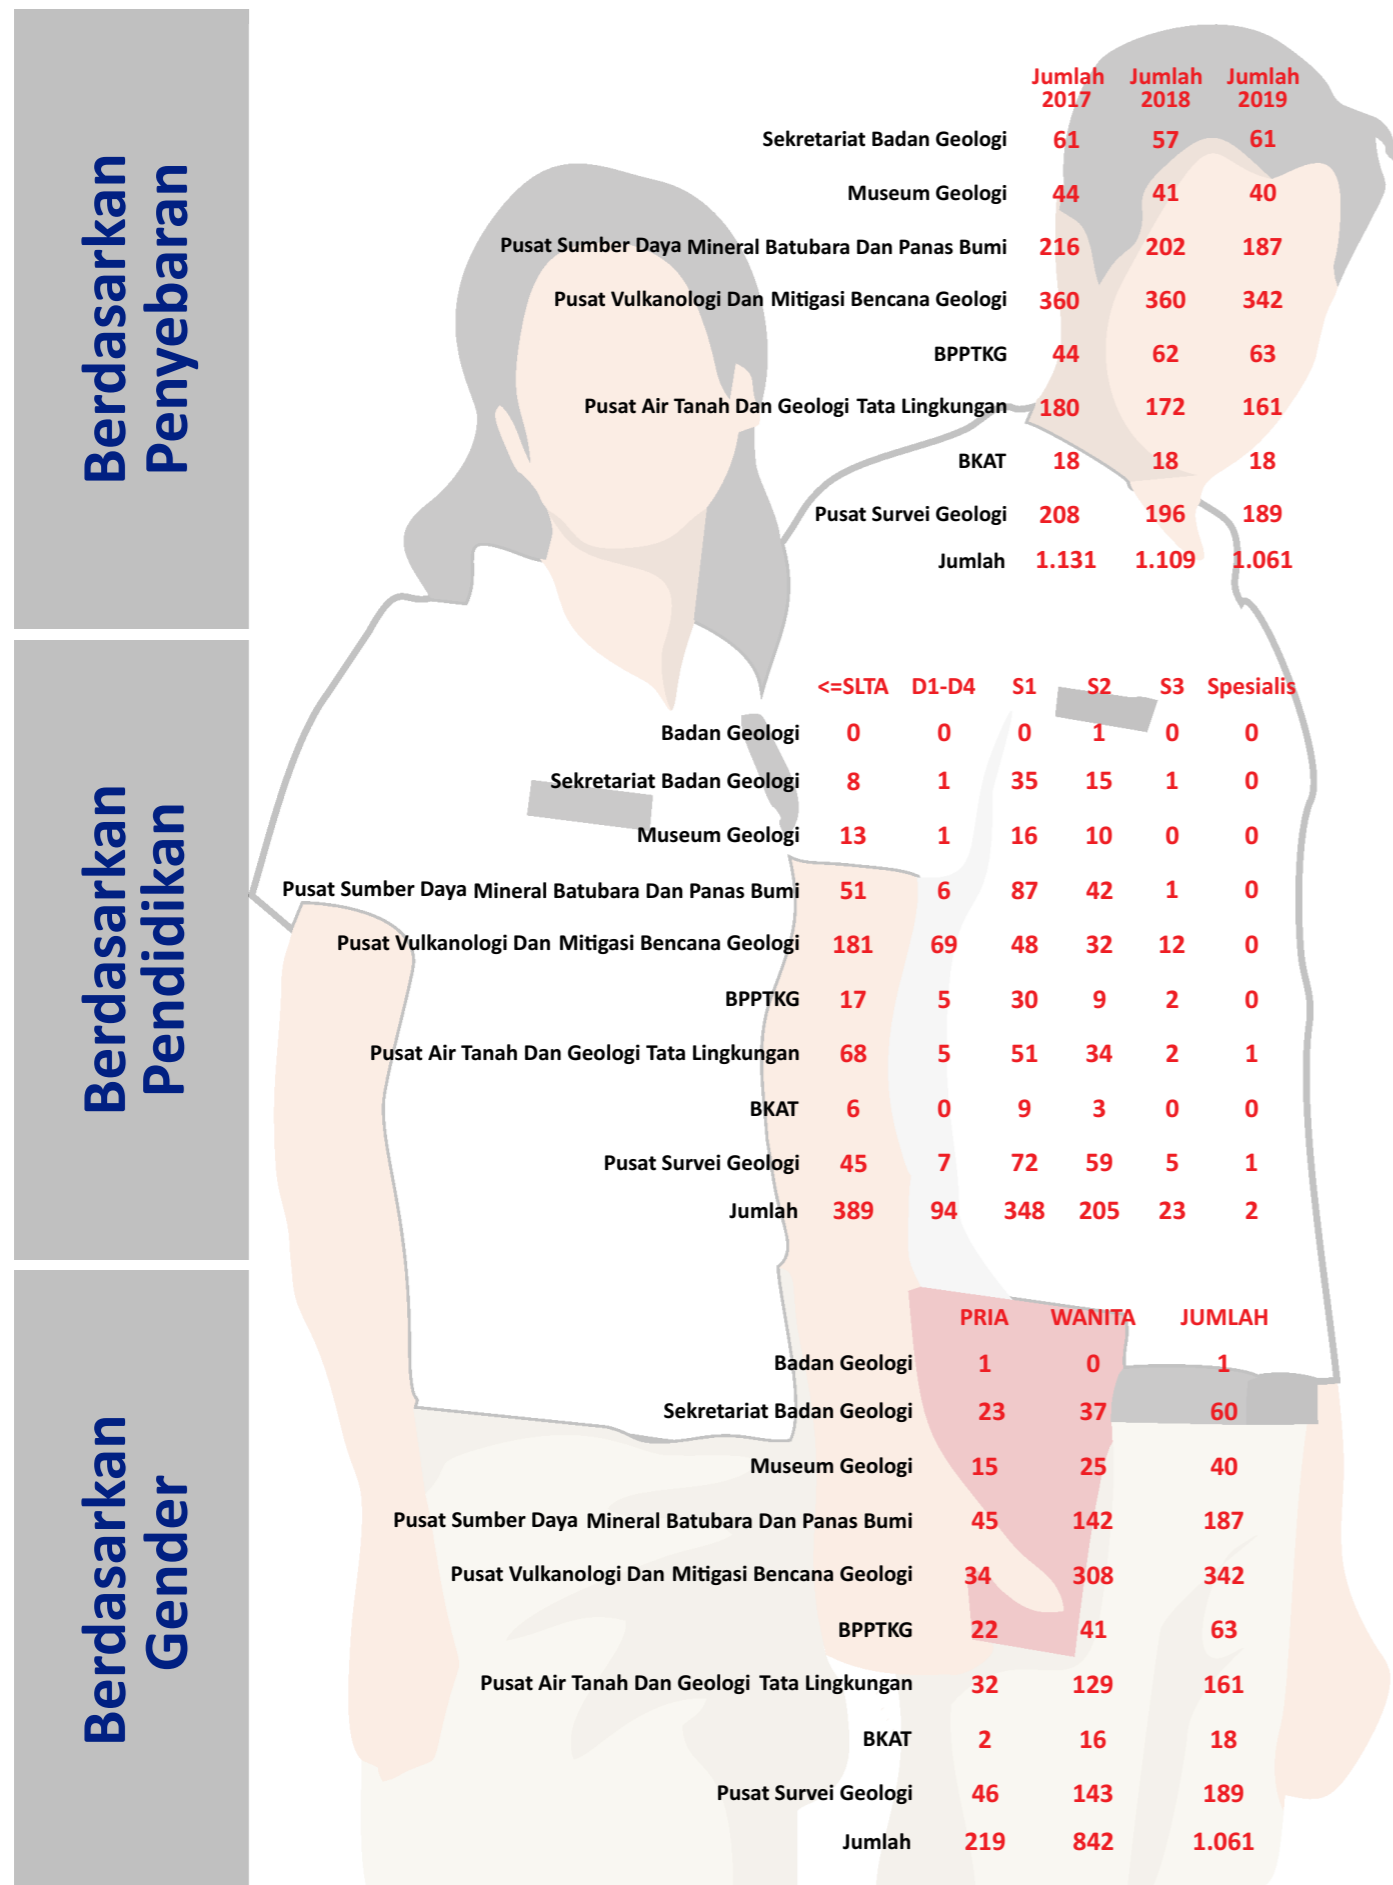 Berdasarkan
Penyebaran
Jumlah Jumlah Jumlah
2017 2018 2019
Sekretariat Badan Geologi 61 57 61
Museum Geologi 44 41 40
Pusat Sumber Daya Mineral Batubara Dan Panas Bumi 216 202 187
Pusat Vulkanologi Dan Mitigasi Bencana Geologi 360 360 342
BPPTKG 44 62 63
Pusat Air Tanah Dan Geologi Tata Lingkungan 180 172 161
BKAT 18 18 18
Pusat Survei Geologi 208 196 189
Jumlah 1.131 1.109 1.061
Berdasarkan
Pendidikan
<=SLTA D1-D4 S1 S2 S3 Spesialis
Badan Geologi 0 0 0 1 0 0
Sekretariat Badan Geologi 8 1 35 15 1 0
Museum Geologi 13 1 16 10 0 0
Pusat Sumber Daya Mineral Batubara Dan Panas Bumi 51 6 87 42 1 0
Pusat Vulkanologi Dan Mitigasi Bencana Geologi 181 69 48 32 12 0
BPPTKG 17 5 30 9 2 0
Pusat Air Tanah Dan Geologi Tata Lingkungan 68 5 51 34 2 1
BKAT 6 0 9 3 0 0
Pusat Survei Geologi 45 7 72 59 5 1
Jumlah 389 94 348 205 23 2
Berdasarkan
Gender
PRIA WANITA JUMLAH
Badan Geologi 1 0 1
Sekretariat Badan Geologi 23 37 60
Museum Geologi 15 25 40
Pusat Sumber Daya Mineral Batubara Dan Panas Bumi 45 142 187
Pusat Vulkanologi Dan Mitigasi Bencana Geologi 34 308 342
BPPTKG 22 41 63
Pusat Air Tanah Dan Geologi Tata Lingkungan 32 129 161
BKAT 2 16 18
Pusat Survei Geologi 46 143 189
Jumlah 219 842 1.061